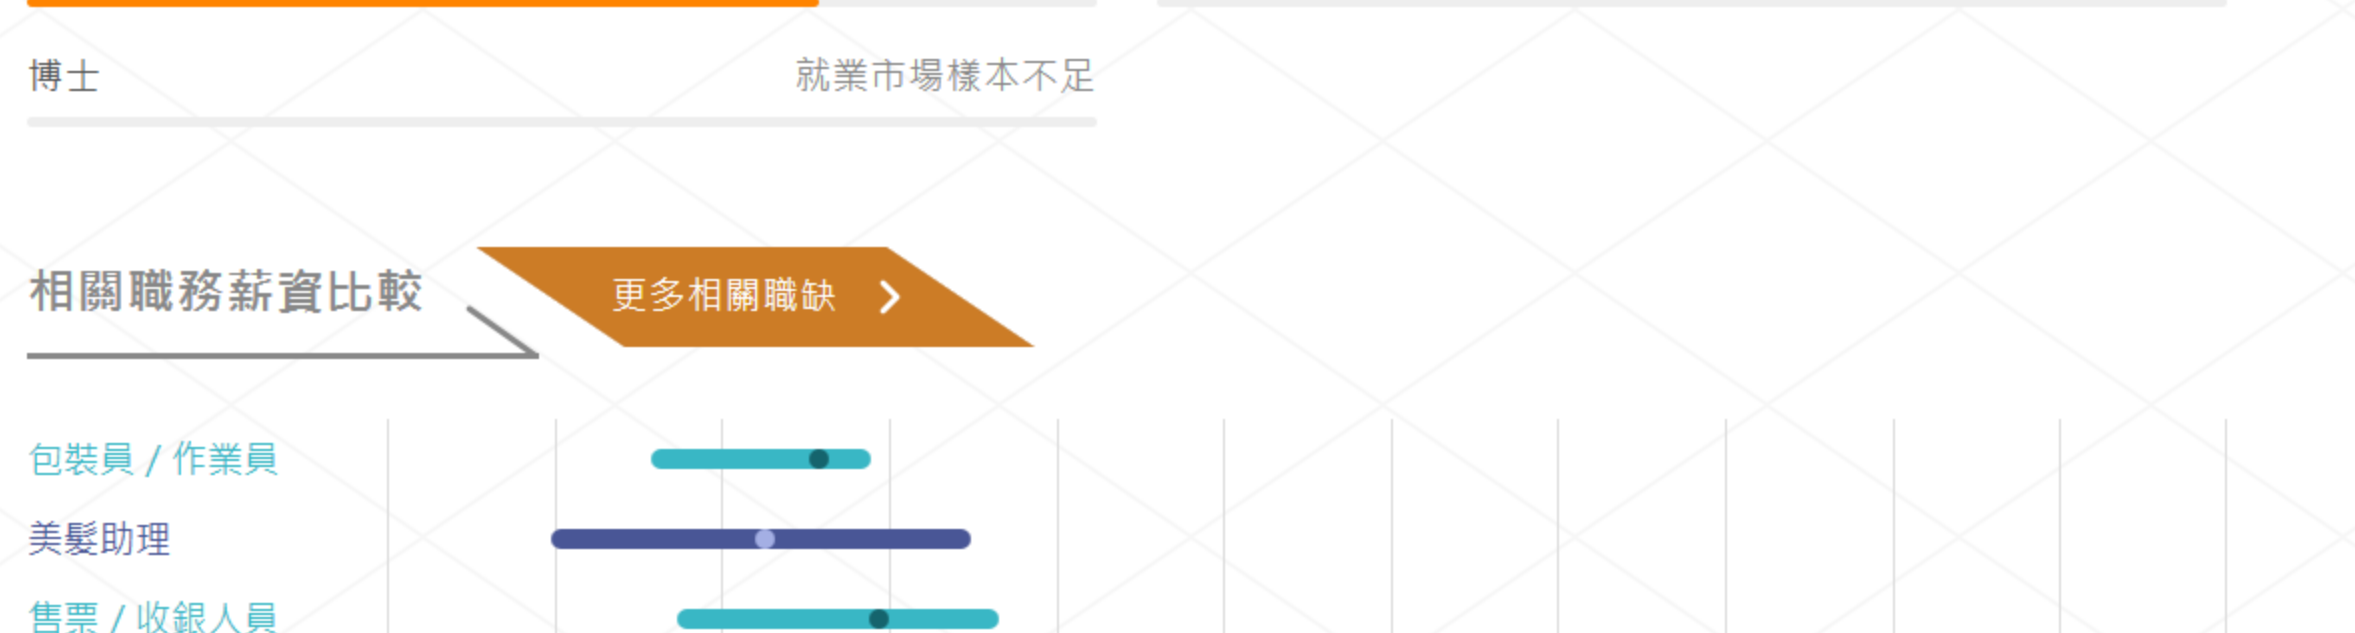 博士
就業市場樣本不足
相關職務薪資比較
更多相關職缺
包裝員 / 作業員
美髮助理
售票 / 收銀人員